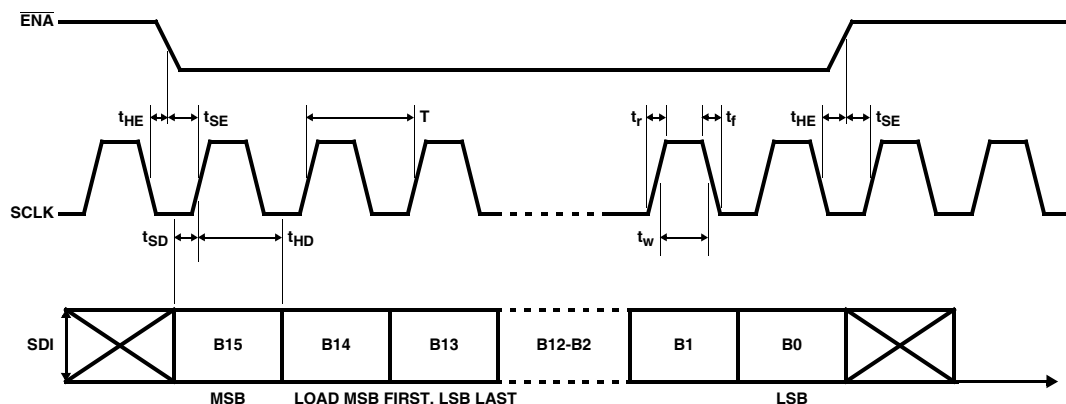 ENA
tHE tSE T tr tf tHE tSE
SCLK
tSD tHD tw
SDI B15 B14 B13 B12-B2 B1 B0
MSB LOAD MSB FIRST, LSB LAST LSB